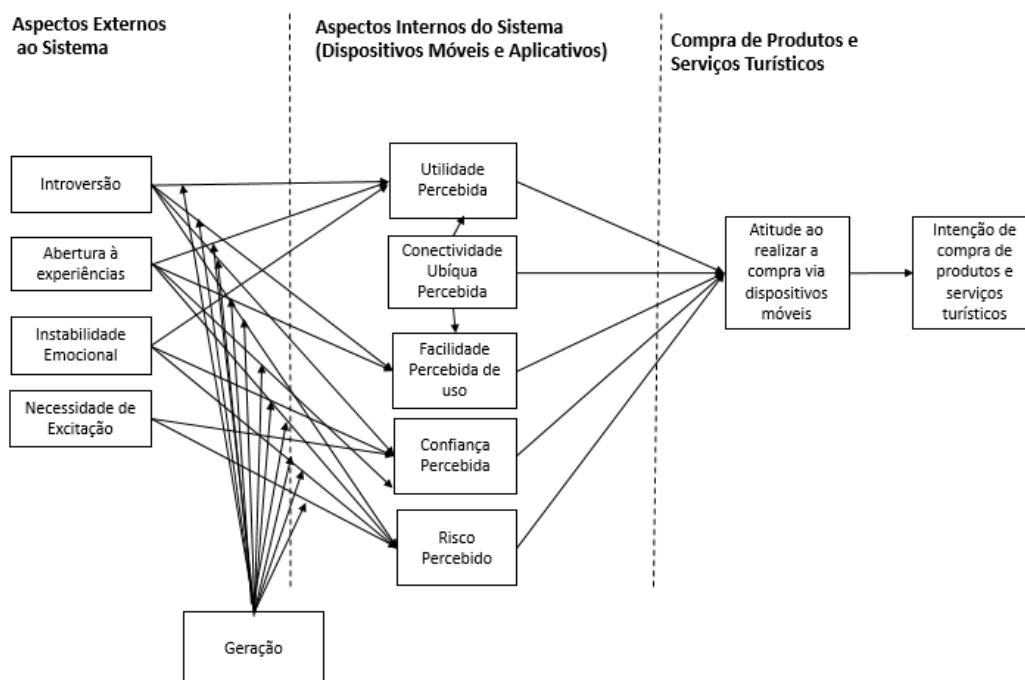 Aspectos Externos
ao Sistema
Aspectos Internos do Sistema
(Dispositivos Móveis e Aplicativos)
Compra de Produtos e
Serviços Turísticos
Introversão
Abertura à
experiências
Instabilidade
Emocional
Necessidade de
Excitação
Utilidade
Percebida
Conectividade
Ubíqua
Percebida
Facilidade
Percebida de
uso
Confiança
Percebida
Risco
Percebido
Atitude ao
realizar a
compra via
dispositivos
móveis
Intenção de
compra de
produtos e
serviços
turísticos
Geração